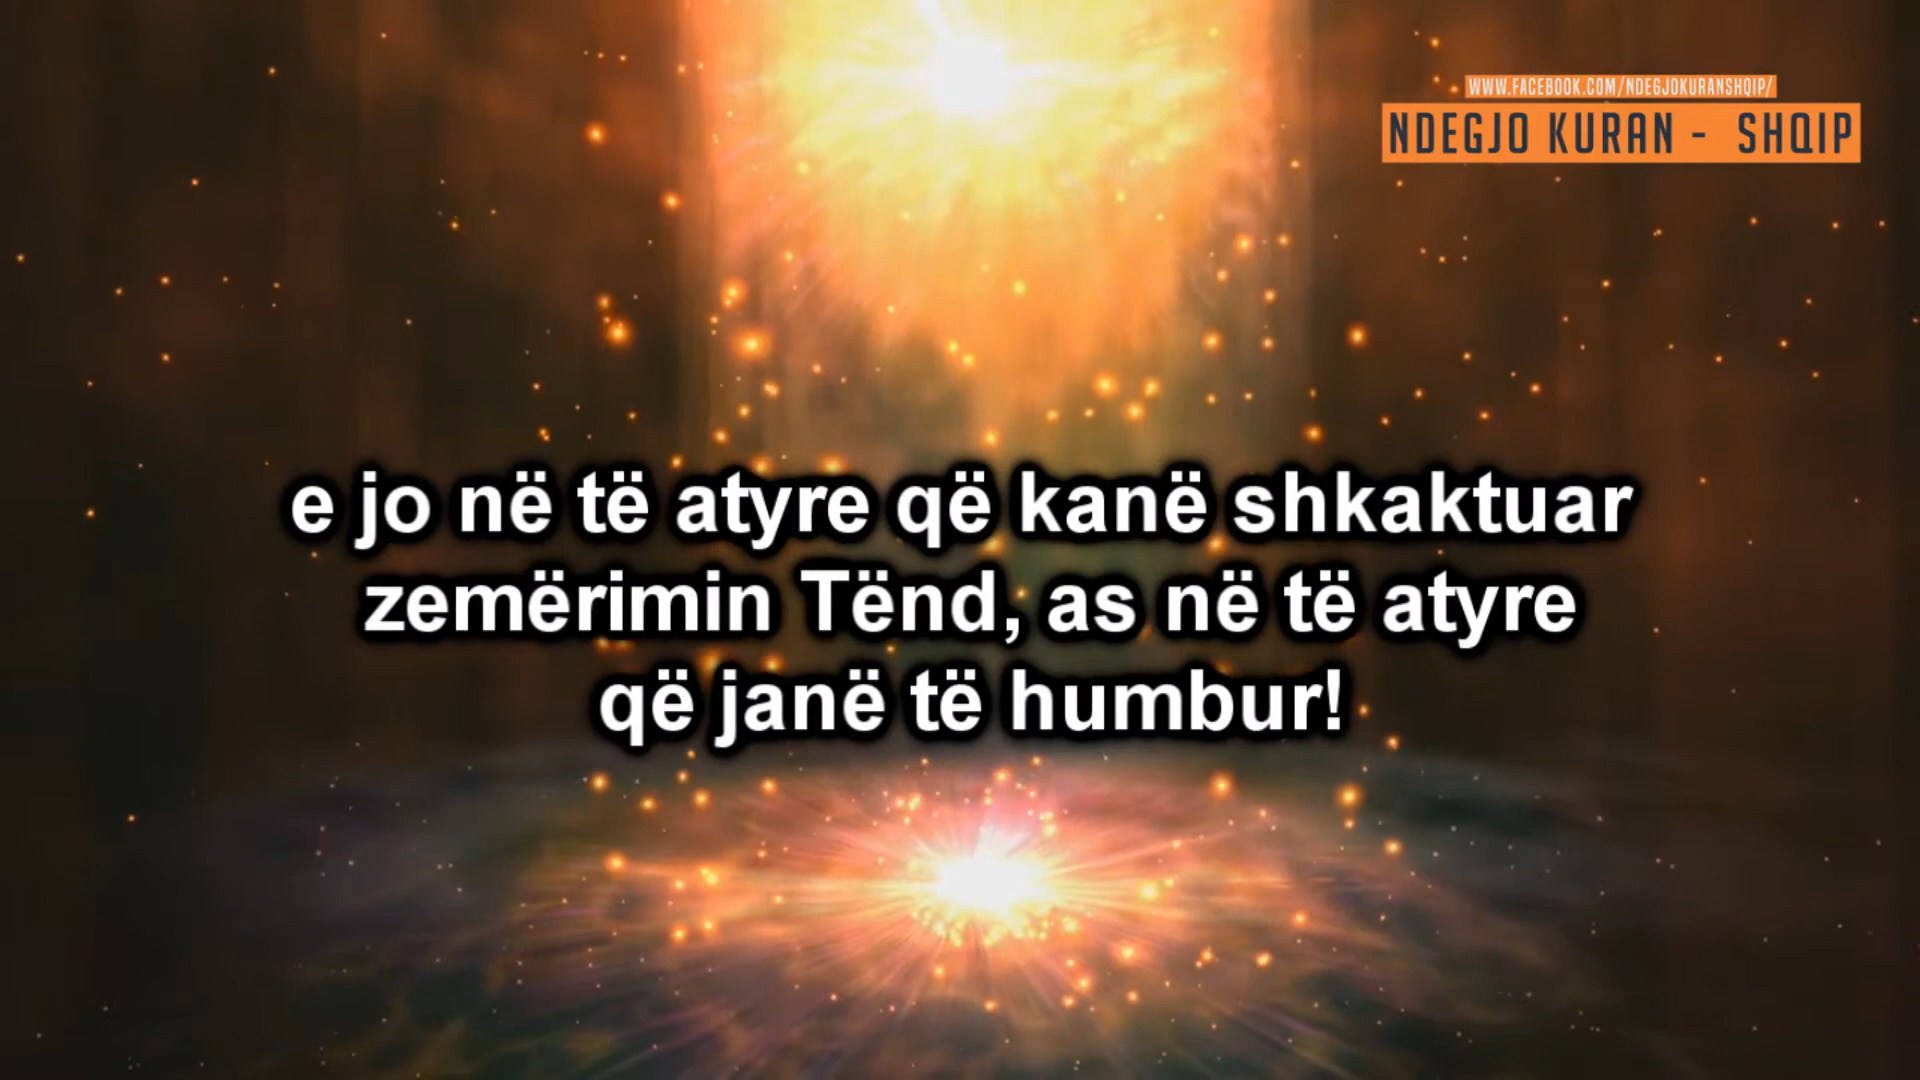 WWW.FACEBOOK.COM/NDEGJOKURANSHQIP/
NDEGJO KURAN - SHQIP
e jo në të atyre që kanë shkaktuar
zemërimin Tënd, as në të atyre
që janë të humbur!